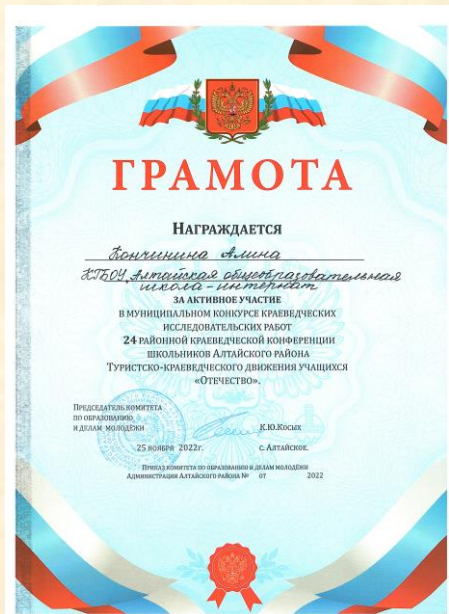 ГРАМОТА
НАГРАЖДАЕТСЯ
Кончинина Алина
КГБОУ "Алтайская общеобразовательная
школа-интернат"
ЗА АКТИВНОЕ УЧАСТИЕ
В МУНИЦИПАЛЬНОМ КОНКУРСЕ КРАЕВЕДЧЕСКИХ
ИССЛЕДОВАТЕЛЬСКИХ РАБОТ
24 РАЙОННОЙ КРАЕВЕДЧЕСКОЙ КОНФЕРЕНЦИИ
ШКОЛЬНИКОВ АЛТАЙСКОГО РАЙОНА
ТУРИСТСКО-КРАЕВЕДЧЕСКОГО ДВИЖЕНИЯ УЧАЩИХСЯ
«ОТЕЧЕСТВО».
ПРЕДСЕДАТЕЛЬ КОМИТЕТА
ПО ОБРАЗОВАНИЮ
И ДЕЛАМ МОЛОДЁЖИ К.Ю.КОСЫХ
25 НОЯБРЯ 2022Г. С. АЛТАЙСКОЕ.
ПРИКАЗ КОМИТЕТА ПО ОБРАЗОВАНИЮ И ДЕЛАМ МОЛОДЁЖИ
АДМИНИСТРАЦИИ АЛТАЙСКОГО РАЙОНА № ОТ 2022